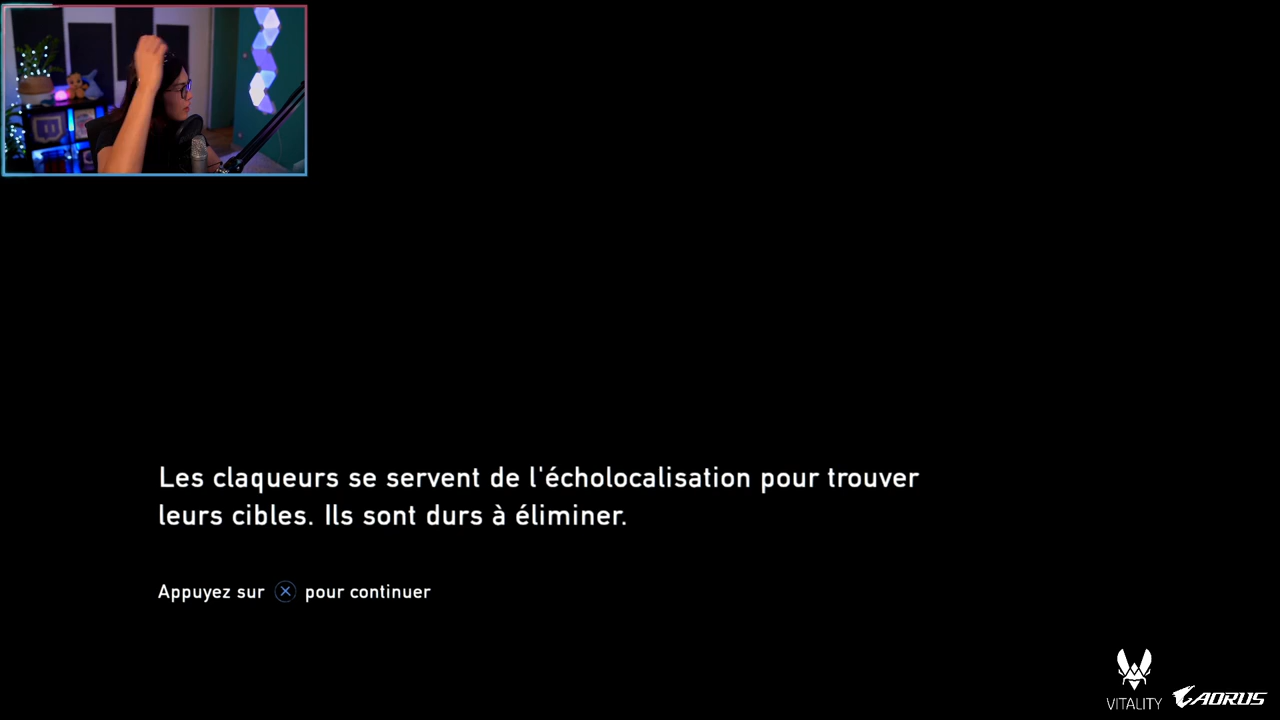 Les claqueurs se servent de l'écholocalisation pour trouver
leurs cibles. Ils sont durs à éliminer.
Appuyez sur ⓧ pour continuer
VITALITY AORUS